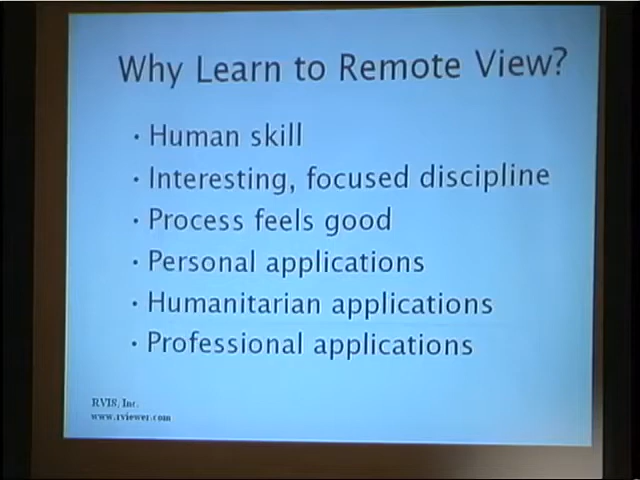 Why Learn to Remote View?
· Human skill
· Interesting, focused discipline
· Process feels good
· Personal applications
· Humanitarian applications
· Professional applications
RVIS, Inc.
www.rviewer.com